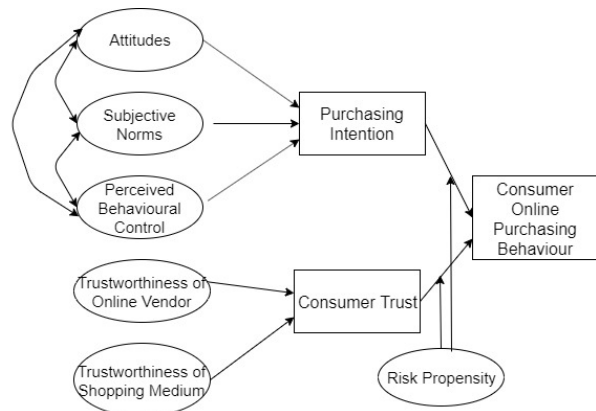 Attitudes
Subjective
Norms
Perceived
Behavioural
Control
Purchasing
Intention
Consumer
Online
Purchasing
Behaviour
Trustworthiness of
Online Vendor
Consumer Trust
Trustworthiness of
Shopping Medium
Risk Propensity